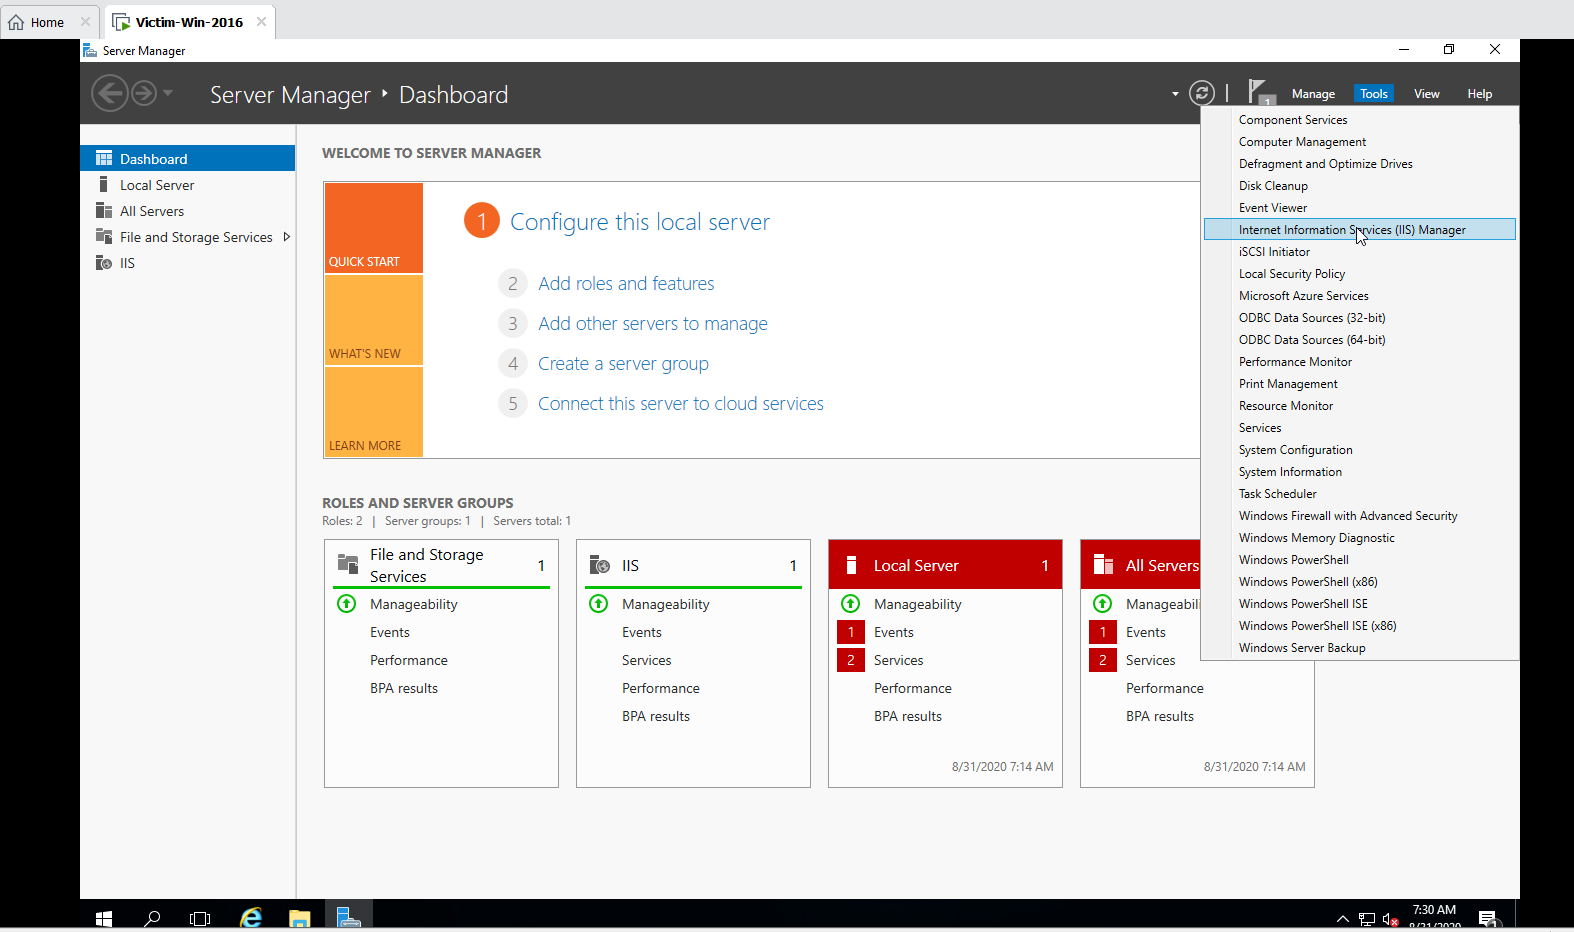 Home
Victim-Win-2016
Server Manager
Server Manager Dashboard
1
Manage
Tools
View
Help
Dashboard
Local Server
All Servers
File and Storage Services
IIS
WELCOME TO SERVER MANAGER
QUICK START
WHAT'S NEW
LEARN MORE
1 Configure this local server
2 Add roles and features
3 Add other servers to manage
4 Create a server group
5 Connect this server to cloud services
Component Services
Computer Management
Defragment and Optimize Drives
Disk Cleanup
Event Viewer
Internet Information Services (IIS) Manager
iSCSI Initiator
Local Security Policy
Microsoft Azure Services
ODBC Data Sources (32-bit)
ODBC Data Sources (64-bit)
Performance Monitor
Print Management
Resource Monitor
Services
System Configuration
System Information
Task Scheduler
Windows Firewall with Advanced Security
Windows Memory Diagnostic
Windows PowerShell
Windows PowerShell (x86)
Windows PowerShell ISE
Windows PowerShell ISE (x86)
Windows Server Backup
ROLES AND SERVER GROUPS
Roles: 2 | Server groups: 1 | Servers total: 1
File and Storage
Services
1
Manageability
Events
Performance
BPA results
IIS 1
Manageability
Events
Services
Performance
BPA results
Local Server 1
Manageability
1 Events
2 Services
Performance
BPA results
8/31/2020 7:14 AM
All Servers
Manageabili
1 Events
2 Services
Performance
BPA results
8/31/2020 7:14 AM
7:30 AM
8/31/2020